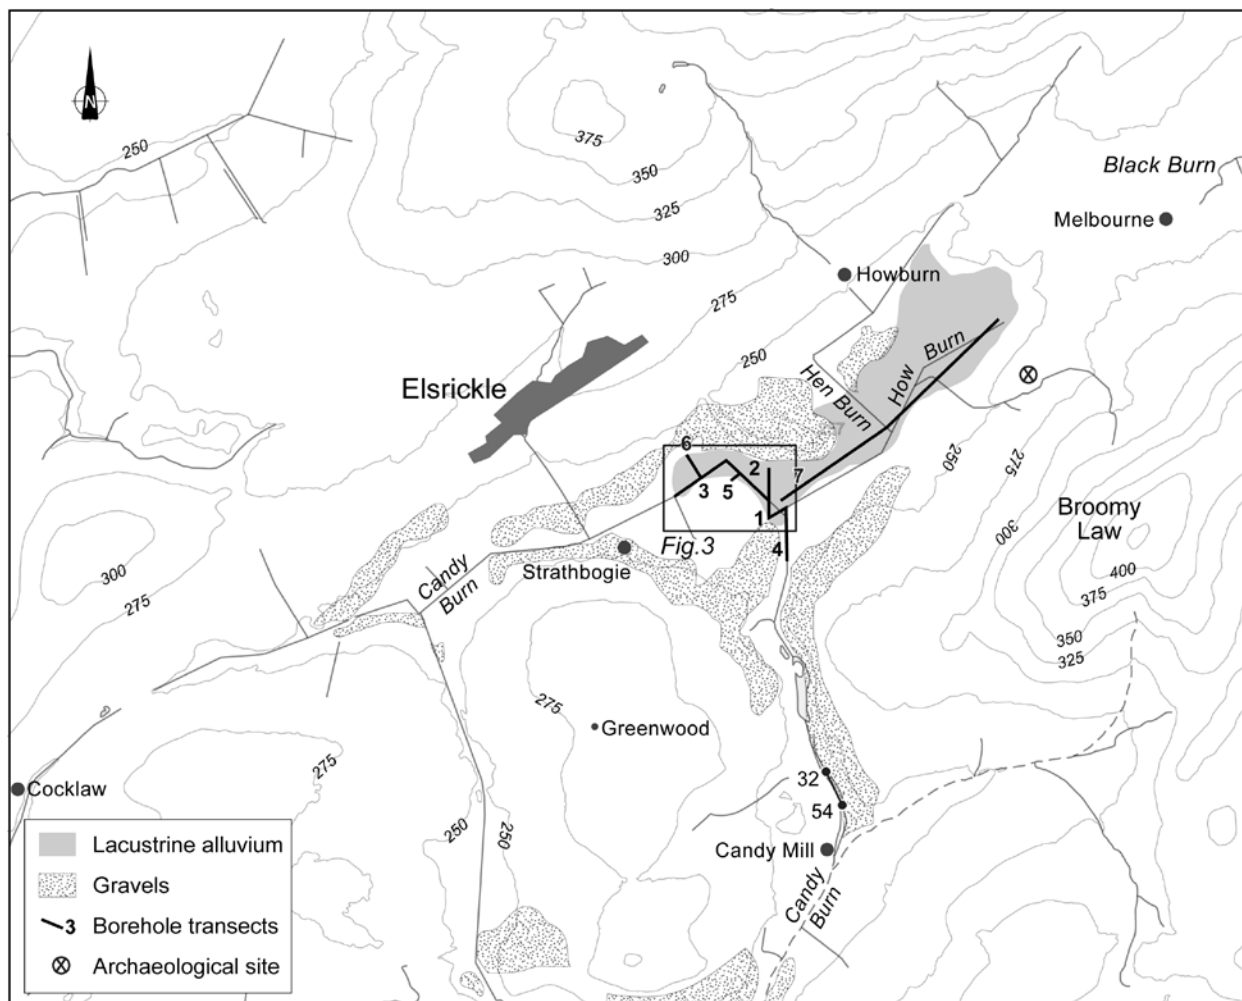 N
250
375
350
325
300
275
250
Black Burn
Melbourne
Howburn
Elsrickle
Hen Burn
How Burn
6
3
5
2
7
1
4
Fig.3
Strathbogie
Candy
Burn
300
275
250
275
300
Broomy
Law
400
375
350
325
275
Greenwood
275
250
250
Cocklaw
32
54
Candy Mill
Candy
Burn
Lacustrine alluvium
Gravels
3 Borehole transects
Archaeological site